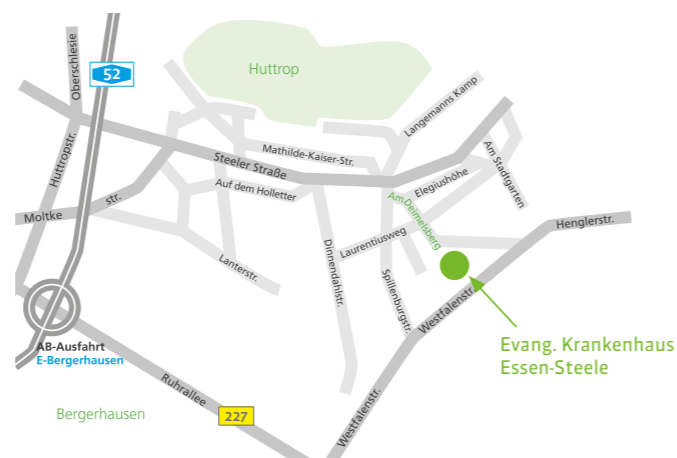 Oberschlesie
52
Huttrop
Langemanns Kamp
Huttropstr.
Mathilde-Kaiser-Str.
Steeler Straße
Am Stadtgarten
Elegiushöhe
Auf dem Holletter
Am Deimelsberg
Moltke
str.
Henglerstr.
Laurentiusweg
Dinnendahlstr.
Lanterstr.
Spillenburgstr.
Westfalenstr.
AB-Ausfahrt
E-Bergerhausen
Evang. Krankenhaus
Essen-Steele
Ruhrallee
227
Westfalenstr.
Bergerhausen